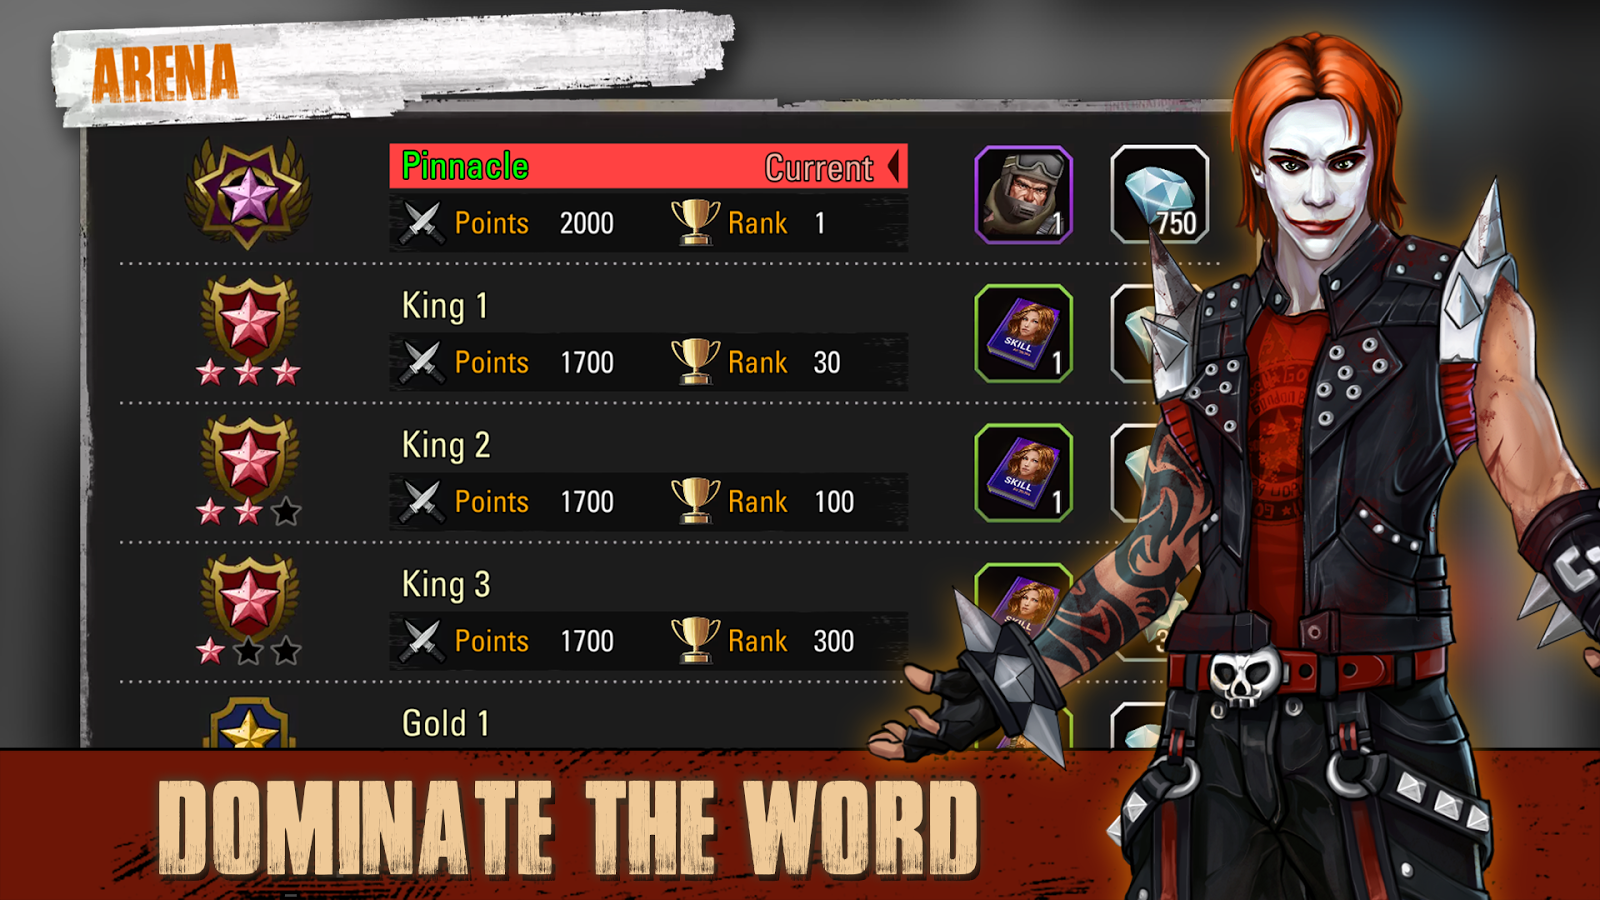 ARENA
Pinnacle Current
Points 2000 Rank 1
1 750
King 1
Points 1700 Rank 30
SKILL
1
King 2
Points 1700 Rank 100
SKILL
1
King 3
Points 1700 Rank 300
SKILL
Gold 1
DOMINATE THE WORD